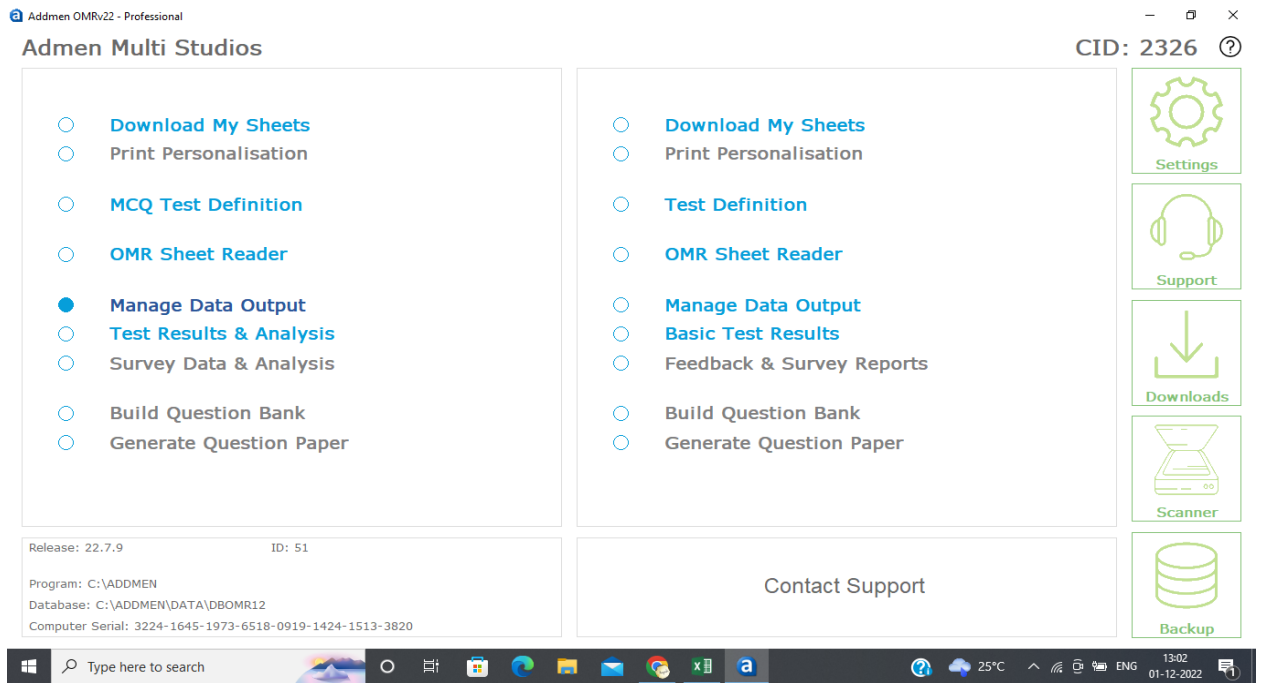 Addmen OMRv22 - Professional
Admen Multi Studios
CID: 2326
Download My Sheets
Print Personalisation
MCQ Test Definition
OMR Sheet Reader
Manage Data Output
Test Results & Analysis
Survey Data & Analysis
Build Question Bank
Generate Question Paper
Download My Sheets
Print Personalisation
Test Definition
OMR Sheet Reader
Manage Data Output
Basic Test Results
Feedback & Survey Reports
Build Question Bank
Generate Question Paper
Settings
Support
Downloads
Scanner
Backup
Release: 22.7.9 ID: 51
Program: C:\ADDMEN
Database: C:\ADDMEN\DATA\DBOMR12
Computer Serial: 3224-1645-1973-6518-0919-1424-1513-3820
Contact Support
Type here to search
25°C
ENG
13:02
01-12-2022
1